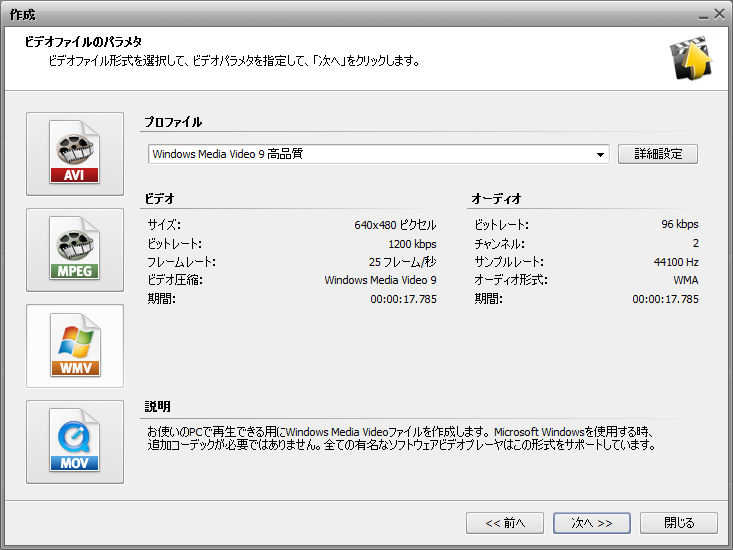 作成
ビデオファイルのパラメタ
ビデオファイル形式を選択して、ビデオパラメタを指定して、「次へ」をクリックします。
AVI
MPEG
WMV
MOV
プロファイル
Windows Media Video 9 高品質
詳細設定
ビデオ
サイズ: 640x480 ピクセル
ビットレート: 1200 kbps
フレームレート: 25 フレーム/秒
ビデオ圧縮: Windows Media Video 9
期間: 00:00:17.785
オーディオ
ビットレート: 96 kbps
チャンネル: 2
サンプルレート: 44100 Hz
オーディオ形式: WMA
期間: 00:00:17.785
説明
お使いのPCで再生できる用にWindows Media Videoファイルを作成します。Microsoft Windowsを使用する時、
追加コーデックが必要ではありません。全ての有名なソフトウェアビデオプレーヤはこの形式をサポートしています。
<< 前へ
次へ >>
閉じる